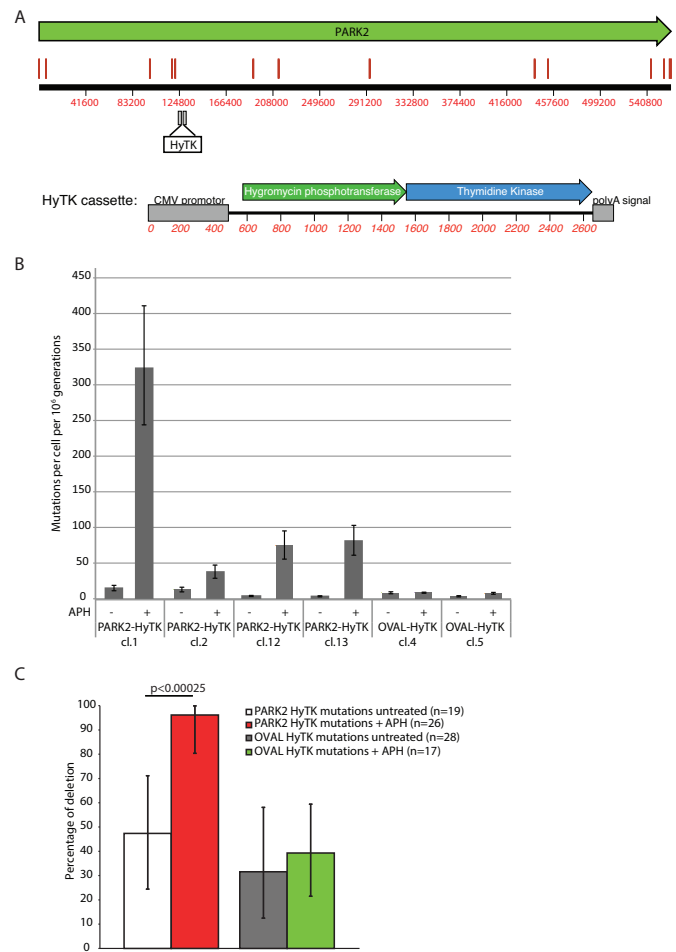 A
PARK2
41600 83200 124800 166400 208000 249600 291200 332800 374400 416000 457600 499200 540800
HyTK
HyTK cassette:
Hygromycin phosphotransferase
Thymidine Kinase
CMV promotor
polyA signal
0 200 400 600 800 1000 1200 1400 1600 1800 2000 2200 2400 2600
B
Mutations per cell per 10⁶ generations
450
400
350
300
250
200
150
100
50
0
APH - + - + - + - + - + - +
PARK2-HyTK PARK2-HyTK PARK2-HyTK PARK2-HyTK OVAL-HyTK OVAL-HyTK
cl.1 cl.2 cl.12 cl.13 cl.4 cl.5
C
p<0.00025
Percentage of deletion
100
90
80
70
60
50
40
30
20
10
0
PARK2 HyTK mutations untreated (n=19)
PARK2 HyTK mutations + APH (n=26)
OVAL HyTK mutations untreated (n=28)
OVAL HyTK mutations + APH (n=17)